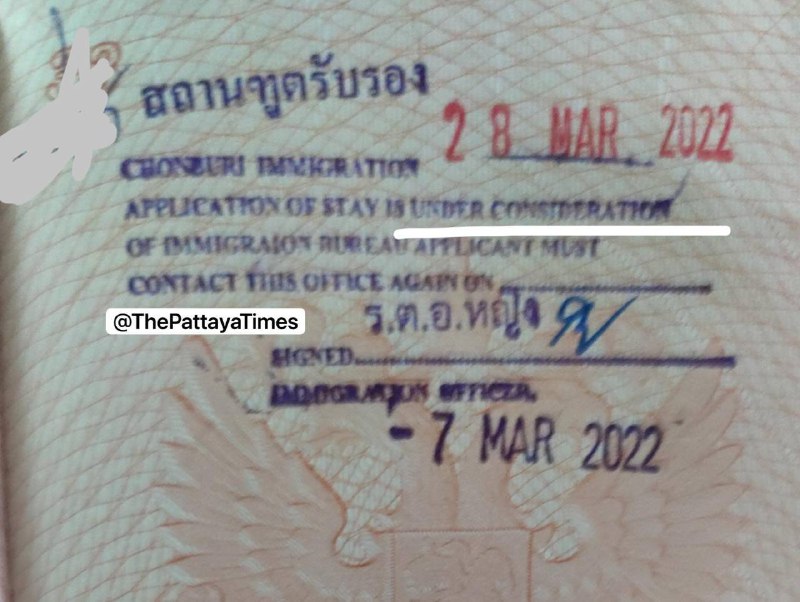 สถานทูตรับรอง
28 MAR 2022
CHONBURI IMMIGRATION
APPLICATION OF STAY IS UNDER CONSIDERATION
OF IMMIGRAION BUREAU APPLICANT MUST
CONTACT THIS OFFICE AGAIN ON
@ThePattayaTimes
ร.ต.อ.หญิง
SIGNED
IMMIGRATION OFFICER.
- 7 MAR 2022